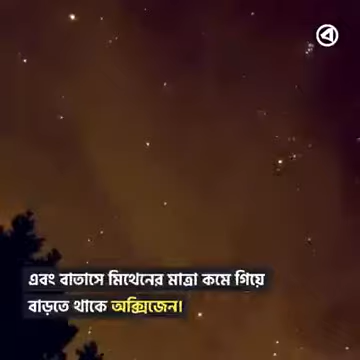 এবং বাতাসে মিথেনের মাত্রা কমে গিয়ে
বাড়তে থাকে অক্সিজেন।